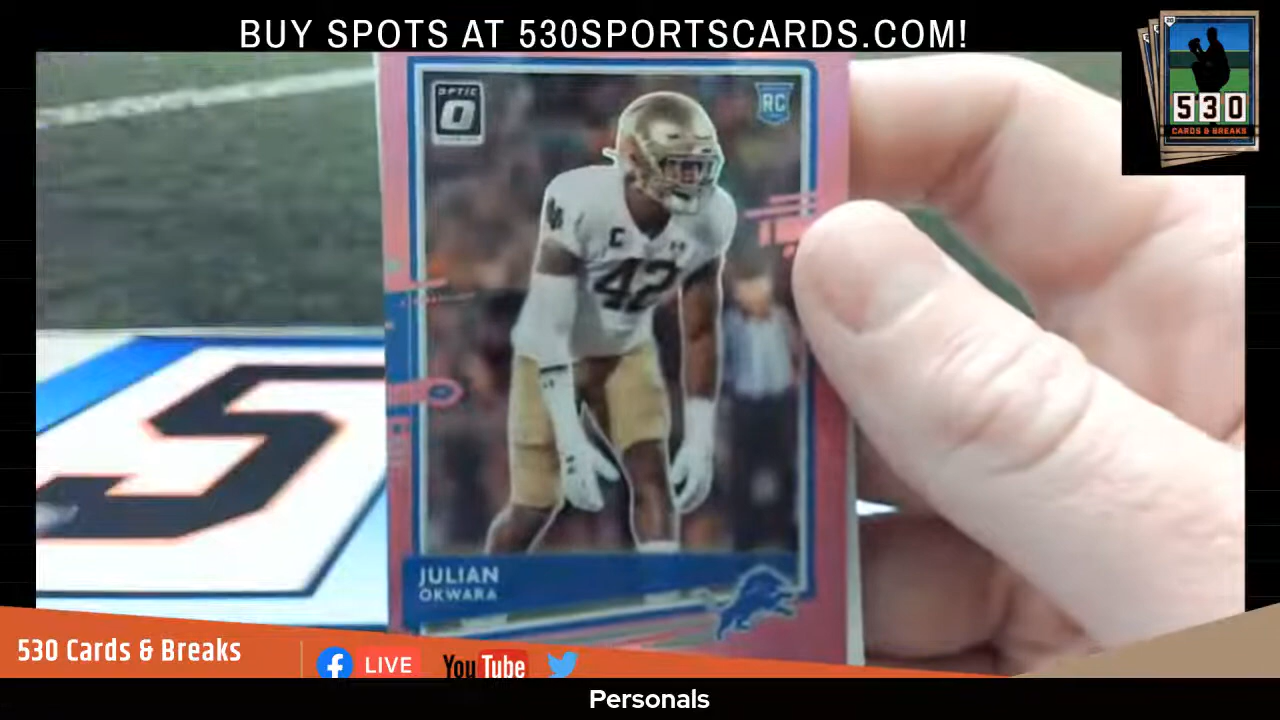 BUY SPOTS AT 530SPORTSCARDS.COM!
530
CARDS & BREAKS
OPTIC
O
RC
C
42
5
JULIAN
OKWARA
530 Cards & Breaks
LIVE
YouTube
Personals